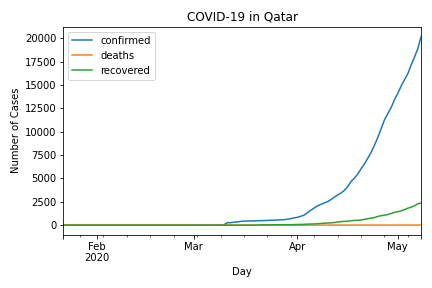 COVID-19 in Qatar
confirmed
deaths
recovered
20000
17500
15000
12500
10000
7500
5000
2500
0
Number of Cases
Feb
2020
Mar
Apr
May
Day